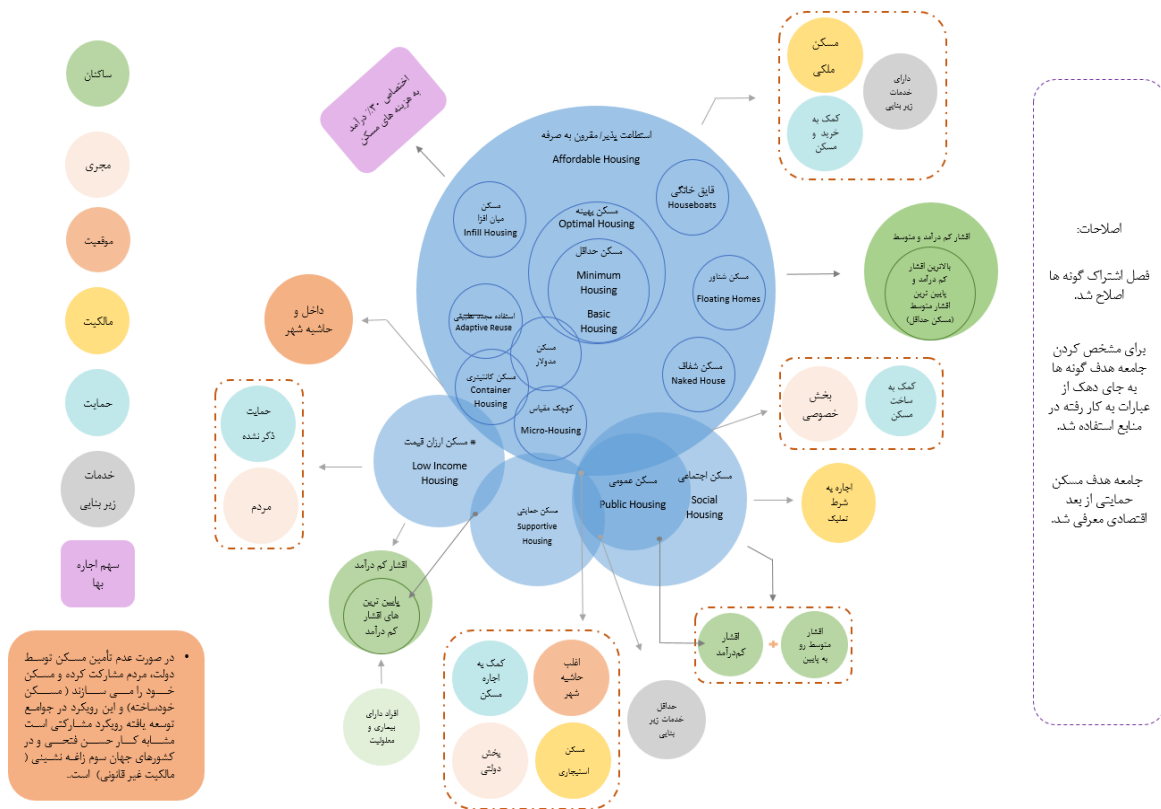 ساکنان
مجری
موقعیت
مالکیت
حمایت
خدمات
زیر بنایی
سهم اجاره
بها
• در صورت عدم تأمین مسکن توسط
دولت، مردم مشارکت کرده و مسکن
خود را می سازند ( مسکن
خودساخته) و این رویکرد در جوامع
توسعه یافته رویکرد مشارکتی است
مشابه کار حسن فتحی و در
کشورهای جهان سوم زاغه نشینی (
مالکیت غیر قانونی) است..
اختصاص ۳۰٪ درآمد
به هزینه های مسکن
استطاعت پذیر/ مقرون به صرفه
Affordable Housing
مسکن
میان افزا
Infill Housing
مسکن بهینه
Optimal Housing
مسکن حداقل
Minimum
Housing
Basic
Housing
قایق خانگی
Houseboats
مسکن شناور
Floating Homes
مسکن شفاف
Naked House
استفاده مجدد تطبیقی
Adaptive Reuse
مسکن
مدولار
مسکن کانتینری
Container
Housing
کوچک مقیاس
Micro-Housing
* مسکن ارزان قیمت
Low Income
Housing
مسکن حمایتی
Supportive
Housing
مسکن عمومی
Public Housing
مسکن اجتماعی
Social
Housing
مسکن
ملکی
دارای
خدمات
زیر بنایی
کمک به
خرید و
مسکن
اقشار کم درآمد و متوسط
بالاترین اقشار
کم درآمد و
پایین ترین
اقشار متوسط
(مسکن حداقل)
داخل و
حاشیه شهر
حمایت
ذکر نشده
مردم
بخش
خصوصی
کمک به
ساخت
مسکن
اجاره به
شرط
تملیک
اقشار کم درآمد
پایین ترین
های اقشار
کم درآمد
افراد دارای
بیماری و
معلولیت
کمک به
اجاره
مسکن
اغلب
حاشیه
شهر
بخش
دولتی
مسکن
استیجاری
حداقل
خدمات زیر
بنایی
اقشار
کم‌درآمد
+
اقشار
متوسط رو
به پایین
اصلاحات:
فصل اشتراک گونه ها
اصلاح شد.
برای مشخص کردن
جامعه هدف گونه ها
به جای دهک از
عبارات به کار رفته در
منابع استفاده شد.
جامعه هدف مسکن
حمایتی از بعد
اقتصادی معرفی شد.